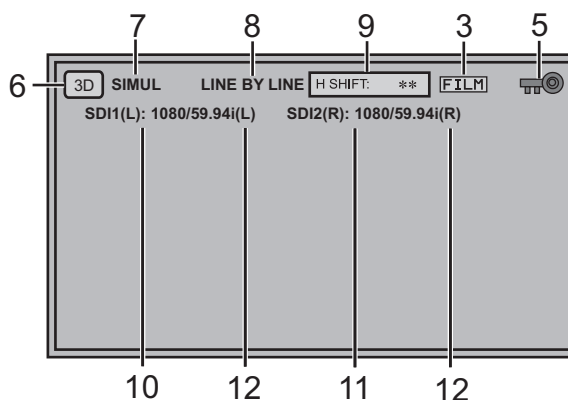 7 8 9 3 5
6 3D SIMUL LINE BY LINE H SHIFT: ** FILM
SDI1(L): 1080/59.94i(L) SDI2(R): 1080/59.94i(R)
10 12 11 12